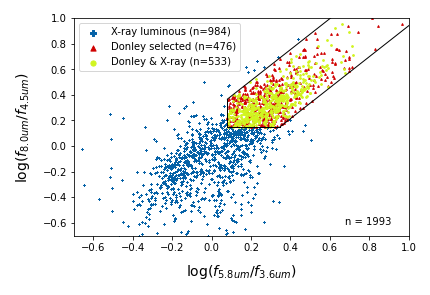 X-ray luminous (n=984)
Donley selected (n=476)
Donley & X-ray (n=533)
1.0
0.8
0.6
0.4
0.2
0.0
−0.2
−0.4
−0.6
log(f8.0um/f4.5um)
n = 1993
−0.6 −0.4 −0.2 0.0 0.2 0.4 0.6 0.8 1.0
log(f5.8um/f3.6um)